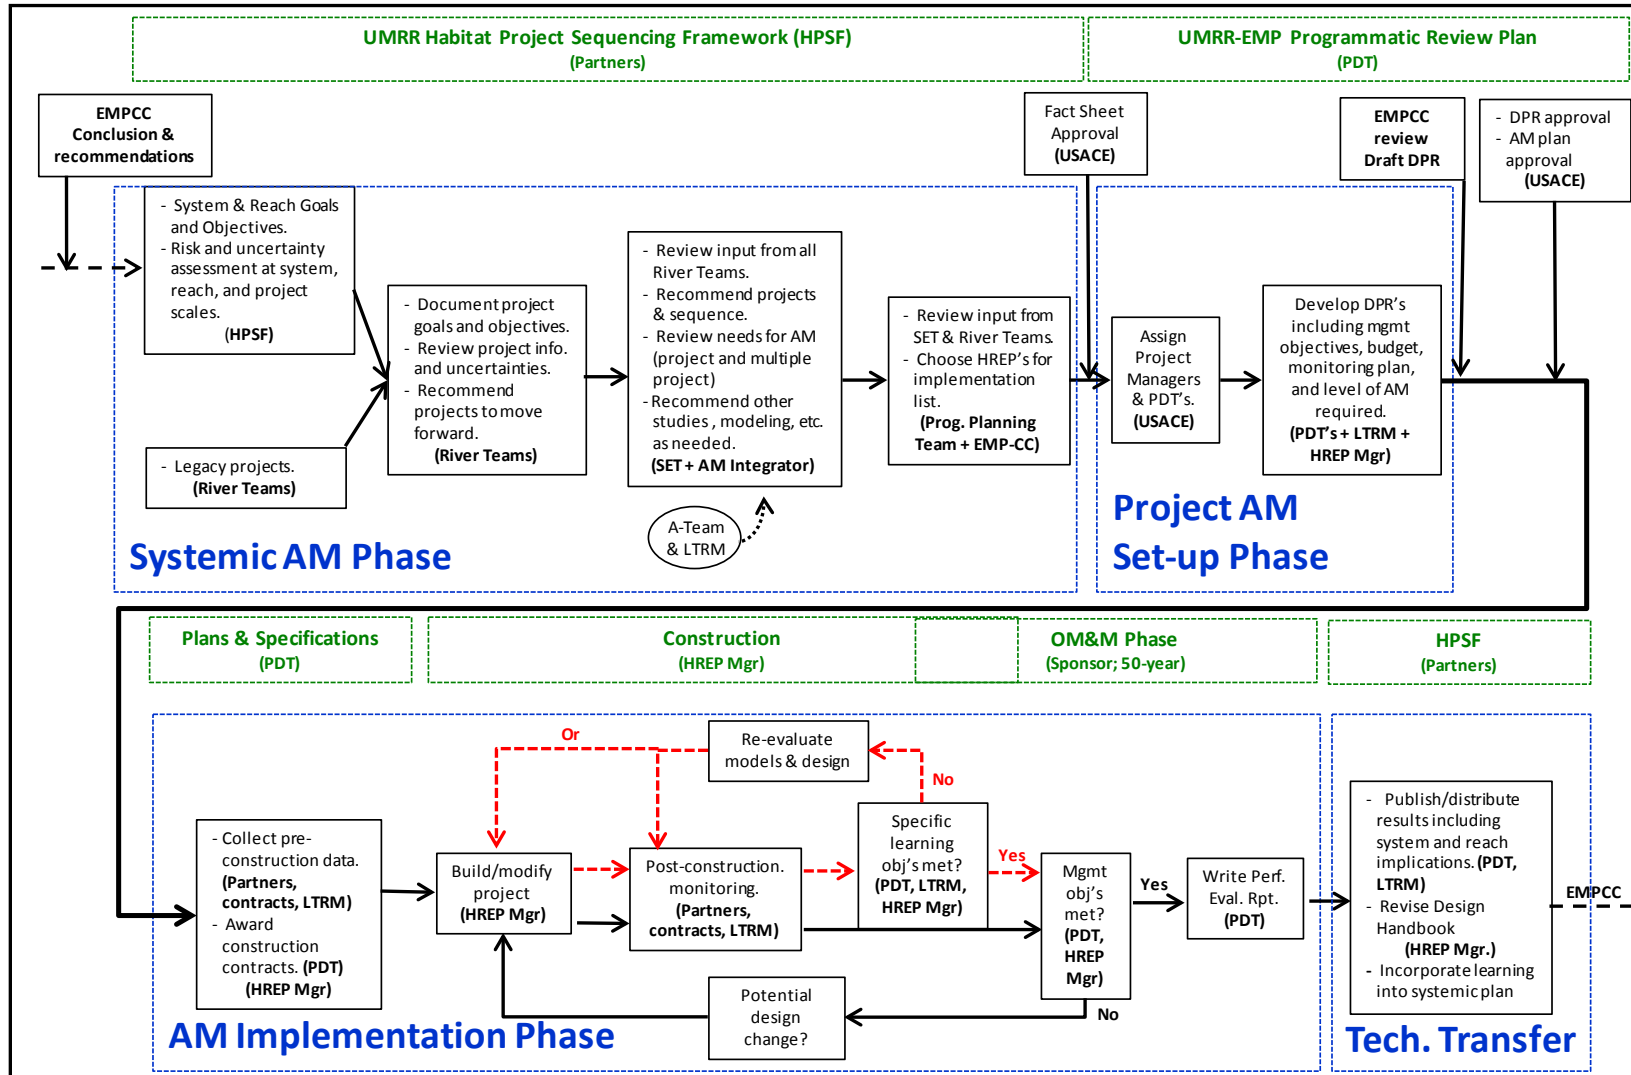 UMRR Habitat Project Sequencing Framework (HPSF)
(Partners)
UMRR-EMP Programmatic Review Plan
(PDT)
EMPCC
Conclusion &
recommendations
Fact Sheet
Approval
(USACE)
EMPCC
review
Draft DPR
- DPR approval
- AM plan
approval
(USACE)
- System & Reach Goals
and Objectives.
- Risk and uncertainty
assessment at system,
reach, and project
scales.
(HPSF)
- Legacy projects.
(River Teams)
- Document project
goals and objectives.
- Review project info.
and uncertainties.
- Recommend
projects to move
forward.
(River Teams)
- Review input from all
River Teams.
- Recommend projects
& sequence.
- Review needs for AM
(project and multiple
project)
- Recommend other
studies , modeling, etc.
as needed.
(SET + AM Integrator)
A-Team
& LTRM
- Review input from
SET & River Teams.
- Choose HREP's for
implementation
list.
(Prog. Planning
Team + EMP-CC)
Assign
Project
Managers
& PDT's.
(USACE)
Develop DPR's
including mgmt
objectives, budget,
monitoring plan,
and level of AM
required.
(PDT's + LTRM +
HREP Mgr)
Systemic AM Phase
Project AM
Set-up Phase
Plans & Specifications
(PDT)
Construction
(HREP Mgr)
OM&M Phase
(Sponsor; 50-year)
HPSF
(Partners)
- Collect pre-
construction data.
(Partners,
contracts, LTRM)
- Award
construction
contracts. (PDT)
(HREP Mgr)
Or
Re-evaluate
models & design
No
Build/modify
project
(HREP Mgr)
Post-construction.
monitoring.
(Partners,
contracts, LTRM)
Specific
learning
obj's met?
(PDT, LTRM,
HREP Mgr)
Yes
Mgmt
obj's
met?
(PDT,
HREP
Mgr)
Yes
No
Potential
design
change?
Write Perf.
Eval. Rpt.
(PDT)
- Publish/distribute
results including
system and reach
implications. (PDT,
LTRM)
- Revise Design
Handbook
(HREP Mgr.)
- Incorporate learning
into systemic plan
EMPCC
AM Implementation Phase
Tech. Transfer